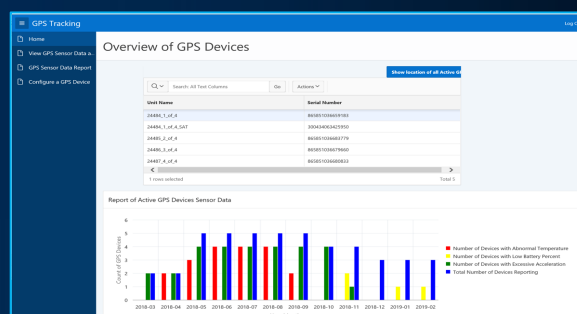 GPS Tracking
Log O
Home
View GPS Sensor Data a..
GPS Sensor Data Report
Configure a GPS Device
Overview of GPS Devices
Show location of all Active GP
Search: All Text Columns
Go
Actions
Unit Name Serial Number
24484_1_of_4 865851036659183
24484_1_of_4_SAT 300434063425950
24485_2_of_4 865851036683779
24486_3_of_4 865851036679660
24487_4_of_4 865851036680833
1 rows selected Total 5
Report of Active GPS Devices Sensor Data
Count of GPS Devices
6
5
4
3
2
1
0
2018-03 2018-04 2018-05 2018-06 2018-07 2018-08 2018-09 2018-10 2018-11 2018-12 2019-01 2019-02
Number of Devices with Abnormal Temperature
Number of Devices with Low Battery Percent
Number of Devices with Excessive Acceleration
Total Number of Devices Reporting